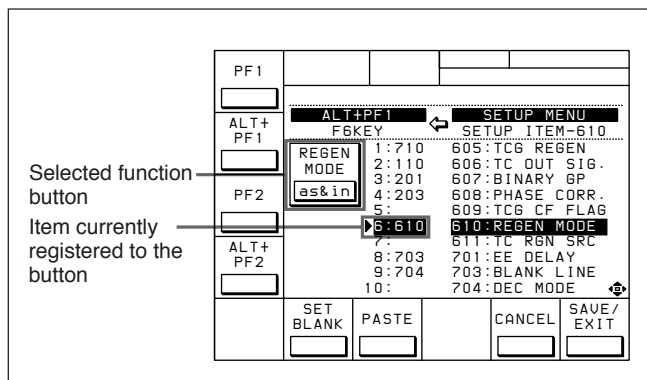 Selected function
button
Item currently
registered to the
button
PF1
ALT+
PF1
PF2
ALT+
PF2
ALT+PF1
F6KEY
REGEN
MODE
as&in
1:710
2:110
3:201
4:203
5:
6:610
7:
8:703
9:704
10:
SETUP MENU
SETUP ITEM-610
605:TCG REGEN
606:TC OUT SIG.
607:BINARY GP
608:PHASE CORR.
609:TCG CF FLAG
610:REGEN MODE
611:TC RGN SRC
701:EE DELAY
703:BLANK LINE
704:DEC MODE
SET
BLANK
PASTE
CANCEL
SAVE/
EXIT